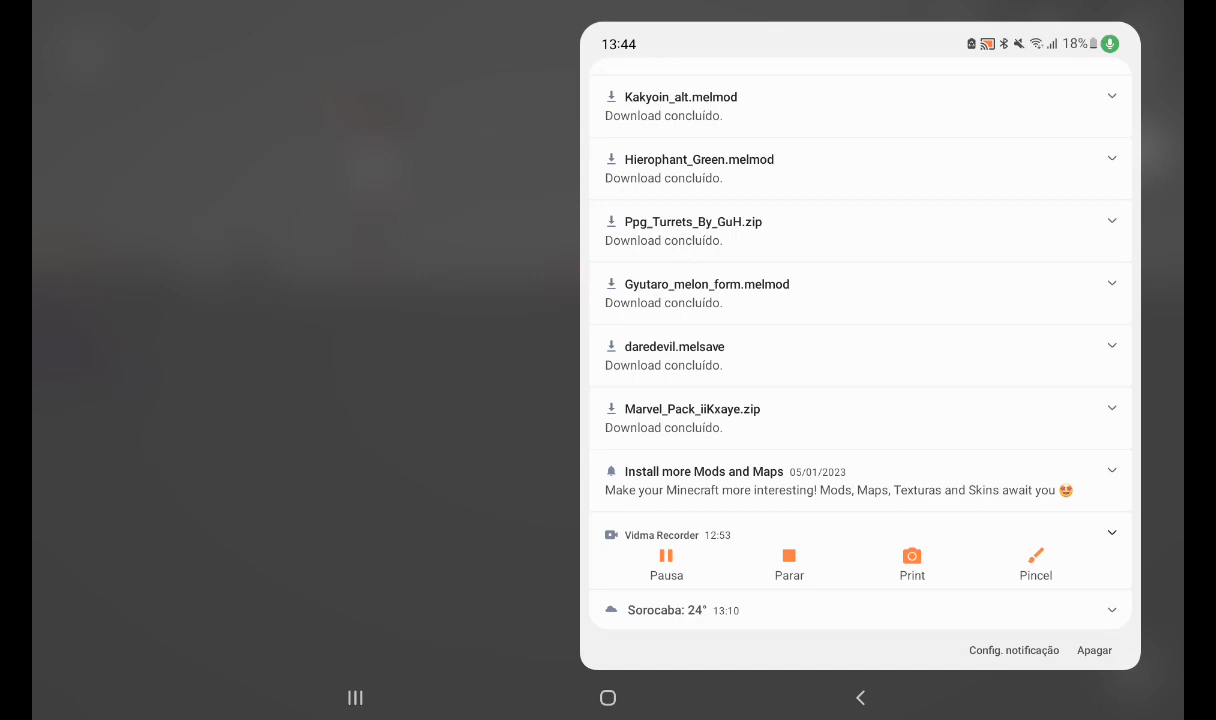 13:44 18%
Kakyoin_alt.melmod
Download concluído.
Hierophant_Green.melmod
Download concluído.
Ppg_Turrets_By_GuH.zip
Download concluído.
Gyutaro_melon_form.melmod
Download concluído.
daredevil.melsave
Download concluído.
Marvel_Pack_iiKxaye.zip
Download concluído.
Install more Mods and Maps 05/01/2023
Make your Minecraft more interesting! Mods, Maps, Texturas and Skins await you 😍
Vidma Recorder 12:53
Pausa Parar Print Pincel
Sorocaba: 24° 13:10
Config. notificação Apagar